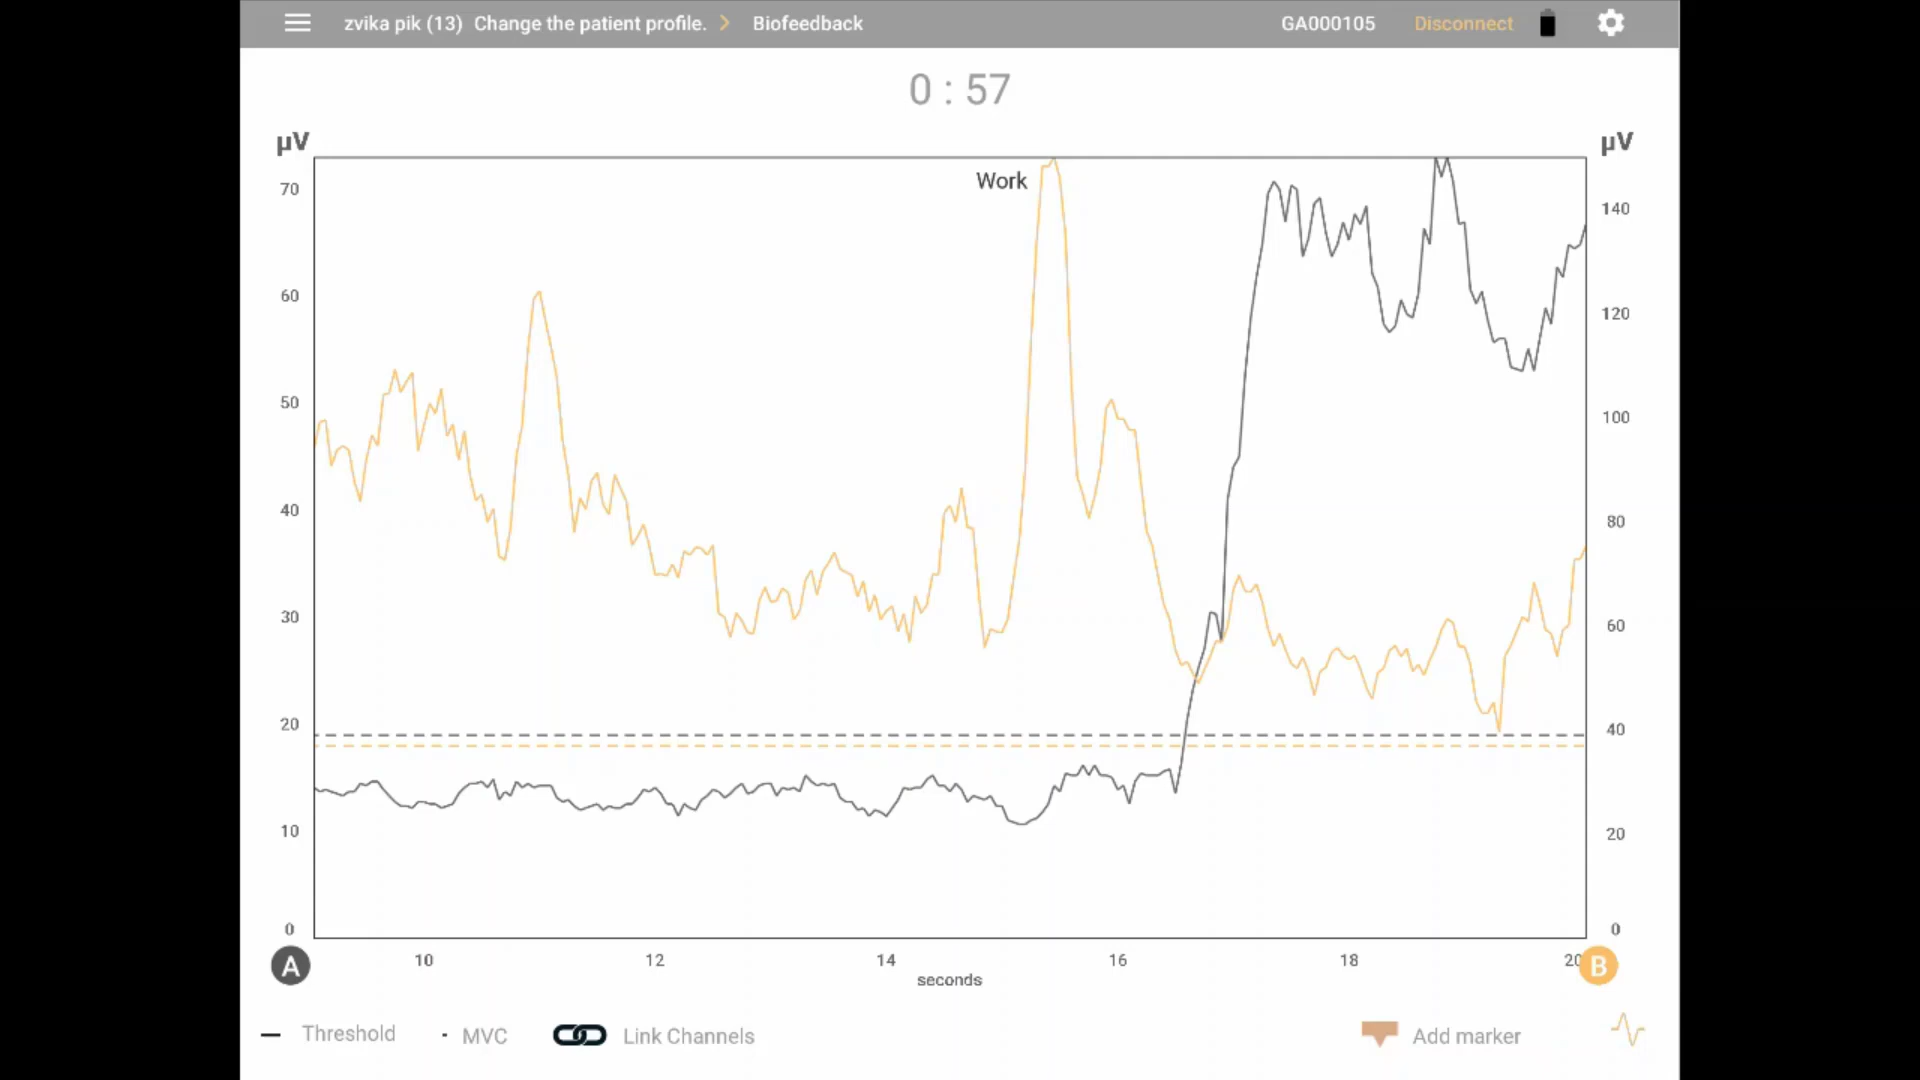 zvika pik (13) Change the patient profile. > Biofeedback GA000105 Disconnect
0 : 57
µV µV
Work
70
60
50
40
30
20
10
0
140
120
100
80
60
40
20
0
A 10 12 14 16 18 20 B
seconds
Threshold MVC Link Channels Add marker